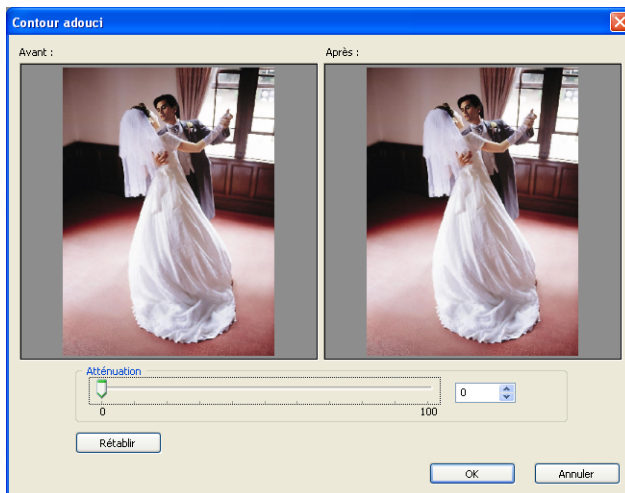 Contour adouci
Avant :
Après :
Atténuation
0
0
100
Rétablir
OK
Annuler